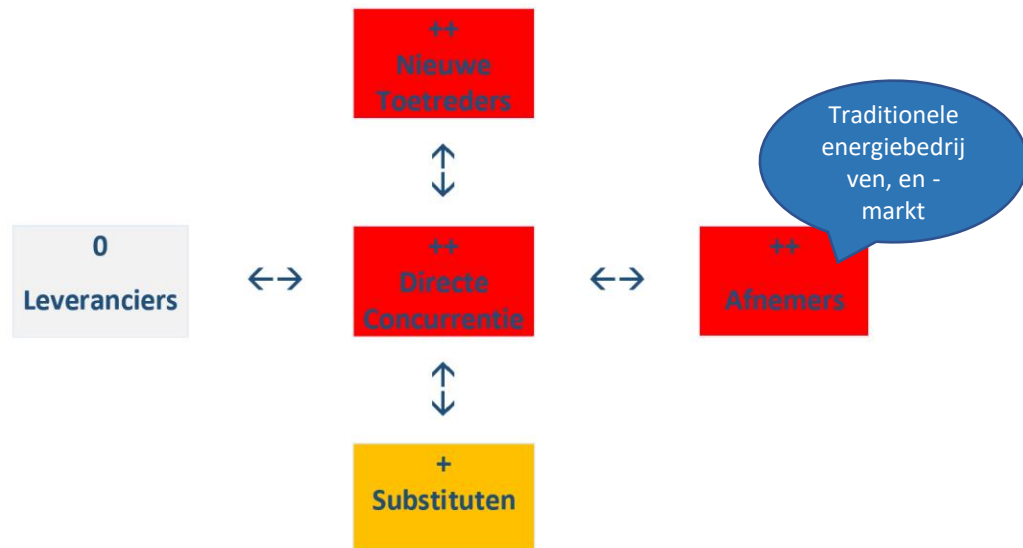 ++
Nieuwe
Toetreders
Traditionele
energiebedrij
ven, en -
markt
0
Leveranciers
++
Directe
Concurrentie
++
Afnemers
+
Substituten